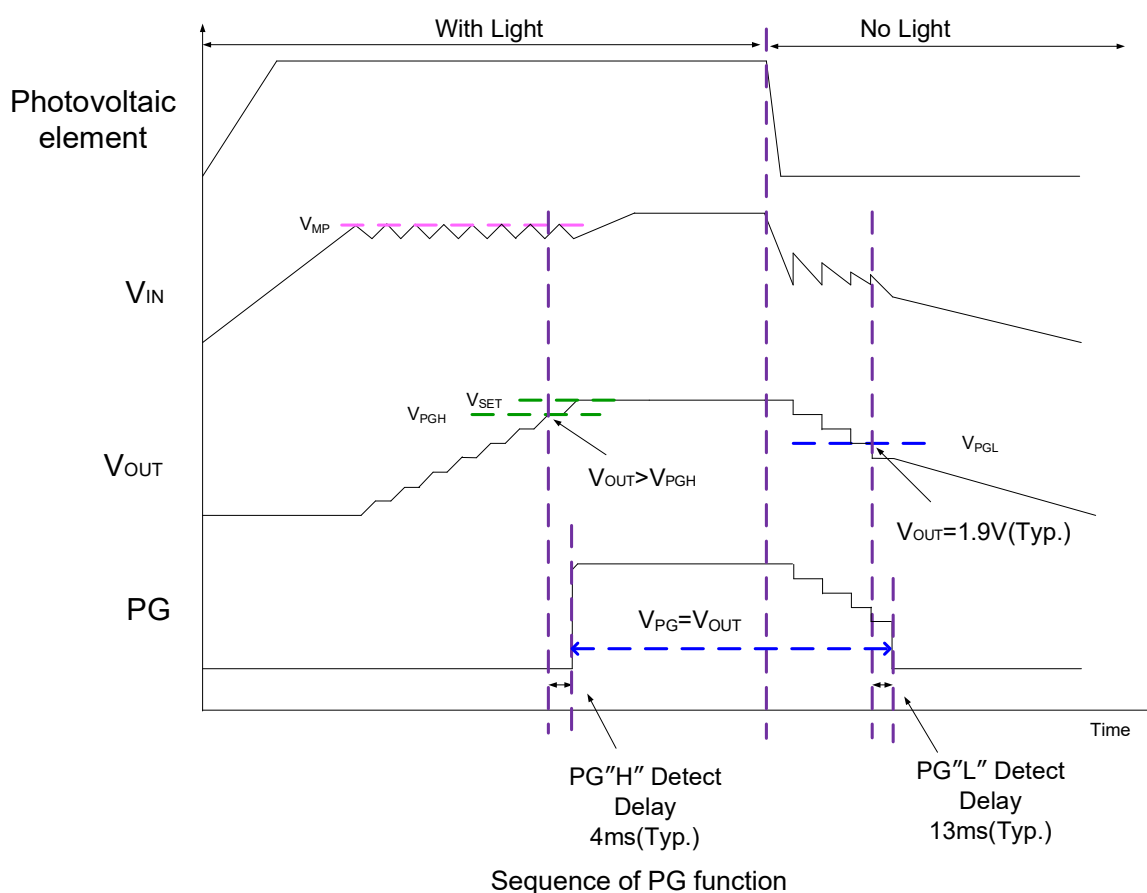 With Light
No Light
Photovoltaic
element
VMP
VIN
VSET
VPGH
VOUT
VOUT>VPGH
VPGL
VOUT=1.9V(Typ.)
PG
VPG=VOUT
Time
PG″H″ Detect
Delay
4ms(Typ.)
PG″L″ Detect
Delay
13ms(Typ.)
Sequence of PG function